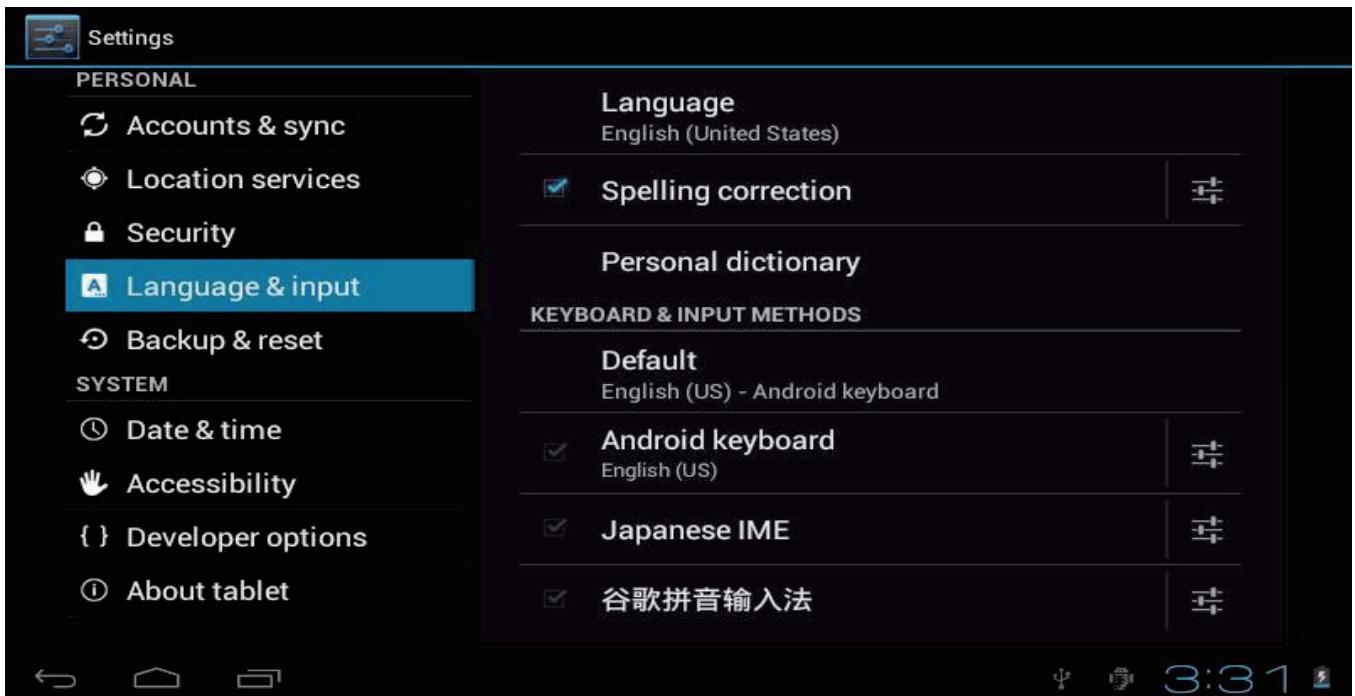 Settings
PERSONAL
Accounts & sync
Location services
Security
Language & input
Backup & reset
SYSTEM
Date & time
Accessibility
{ } Developer options
About tablet
Language
English (United States)
Spelling correction
Personal dictionary
KEYBOARD & INPUT METHODS
Default
English (US) - Android keyboard
Android keyboard
English (US)
Japanese IME
谷歌拼音输入法
3:31